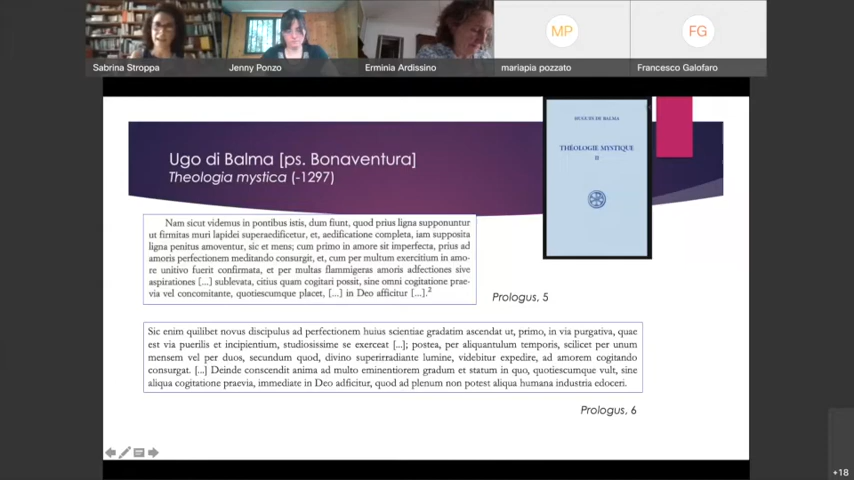 MP
FG
Sabrina Stroppa
Jenny Ponzo
Erminia Ardissino
mariapia pozzato
Francesco Galofaro
Ugo di Balma [ps. Bonaventura]
Theologia mystica (-1297)
HUGUES DE BALMA
THÉOLOGIE MYSTIQUE
II
Nam sicut videmus in pontibus istis, dum fiunt, quod prius ligna supponuntur
ut firmitas muri lapidei superaedificetur, et, aedificatione completa, iam supposita
ligna penitus amoventur, sic et mens; cum primo in amore sit imperfecta, prius ad
amoris perfectionem meditando consurgit, et, cum per multum exercitium in amo-
re unitivo fuerit confirmata, et per multas flammigeras amoris adfectiones sive
aspirationes [...] sublevata, citius quam cogitari possit, sine omni cogitatione prae-
via vel concomitante, quotiescumque placet, [...] in Deo afficitur [...].2
Prologus, 5
Sic enim quilibet novus discipulus ad perfectionem huius scientiae gradatim ascendat ut, primo, in via purgativa, quae
est via puerilis et incipientium, studiosissime se exerceat [...]; postea, per aliquantulum temporis, scilicet per unum
mensem vel per duos, secundum quod, divino superirradiante lumine, videbitur expedire, ad amorem cogitando
consurgat. [...] Deinde conscendit anima ad multo eminentiorem gradum et statum in quo, quotiescumque vult, sine
aliqua cogitatione praevia, immediate in Deo adficitur, quod ad plenum non potest aliqua humana industria edoceri.
Prologus, 6
+18